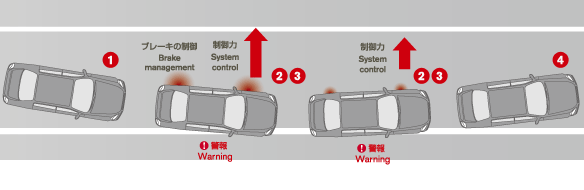 1
ブレーキの制御
Brake
management
制御力
System
control
2 3
! 警報
Warning
制御力
System
control
2 3
! 警報
Warning
4